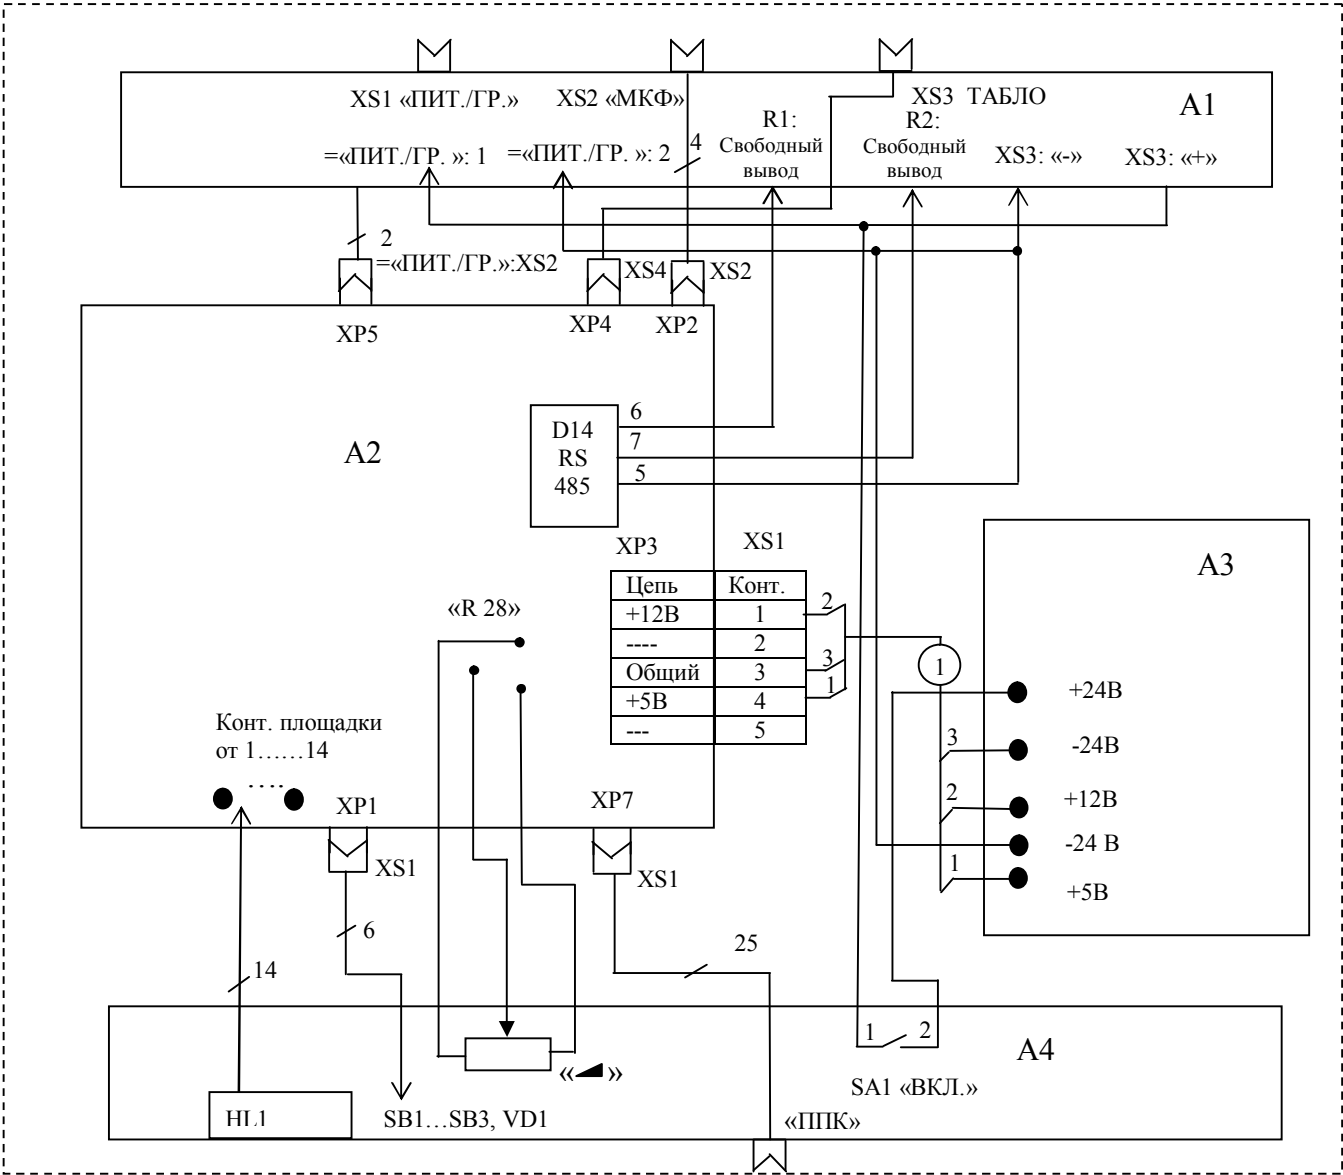 XS1 «ПИТ./ГР.»
XS2 «МКФ»
XS3 ТАБЛО
A1
R1:
Свободный
вывод
R2:
Свободный
вывод
=«ПИТ./ГР. »: 1
=«ПИТ./ГР. »: 2
4
XS3: «-»
XS3: «+»
2
=«ПИТ./ГР.»:XS2
XS4
XS2
XP5
XP4
XP2
A2
D14
RS
485
6
7
5
XP3
XS1
Цепь Конт.
+12В 1
---- 2
Общий 3
+5В 4
--- 5
2
3
1
1
A3
+24В
-24В
+12В
-24 В
+5В
3
2
1
«R 28»
Конт. площадки
от 1……14
XP1
XP7
XS1
XS1
6
14
25
1
2
A4
SA1 «ВКЛ.»
« »
HL1
SB1…SB3, VD1
«ППК»